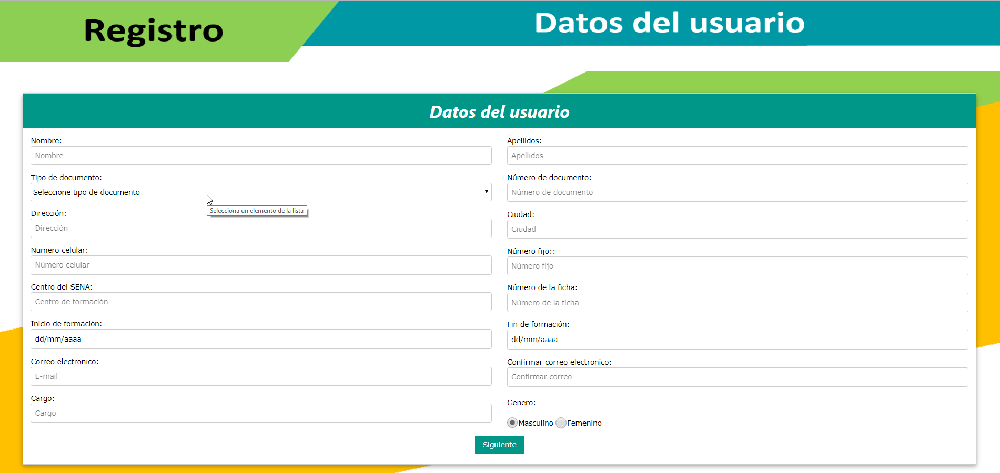 Registro
Datos del usuario
Datos del usuario
Nombre:
Nombre
Apellidos:
Apellidos
Tipo de documento:
Seleccione tipo de documento
Selecciona un elemento de la lista
Número de documento:
Número de documento
Dirección:
Dirección
Ciudad:
Ciudad
Numero celular:
Número celular
Número fijo::
Número fijo
Centro del SENA:
Centro de formación
Número de la ficha:
Número de la ficha
Inicio de formación:
dd/mm/aaaa
Fin de formación:
dd/mm/aaaa
Correo electronico:
E-mail
Confirmar correo electronico:
Confirmar correo
Cargo:
Cargo
Genero:
Masculino Femenino
Siguiente